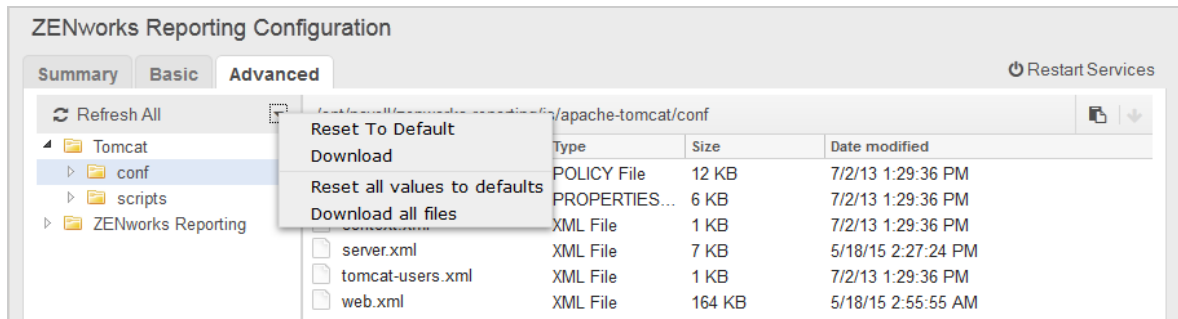 ZENworks Reporting Configuration
Summary Basic Advanced Restart Services
Refresh All /apache-tomcat/conf
Reset To Default
Download
Reset all values to defaults
Download all files
Tomcat
conf
scripts
ZENworks Reporting
Type Size Date modified
POLICY File 12 KB 7/2/13 1:29:36 PM
PROPERTIES... 6 KB 7/2/13 1:29:36 PM
XML File 1 KB 7/2/13 1:29:36 PM
server.xml XML File 7 KB 5/18/15 2:27:24 PM
tomcat-users.xml XML File 1 KB 7/2/13 1:29:36 PM
web.xml XML File 164 KB 5/18/15 2:55:55 AM